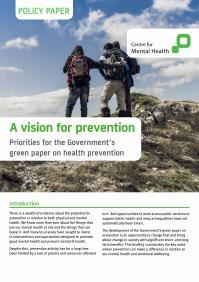 POLICY PAPER
Centre for
Mental Health
A vision for prevention
Priorities for the Government's
green paper on health prevention
Introduction
There is a wealth of evidence about the potential for
prevention in relation to both physical and mental
health. We know more than ever about the things that
put our mental health at risk and the things that can
boost it. And many local areas have sought to invest
in interventions and approaches designed to promote
good mental health and prevent mental ill health.
Despite this, prevention activity has for a long time
been limited by a lack of priority and resources afforded
to it. And opportunities to work across public services to
support better health and reduce inequalities have not
systematically been taken.
The development of the Government's green paper on
prevention is an opportunity to change that and bring
about change in society with significant short and long
term benefits. This briefing summarises the key areas
where prevention can make a difference in relation to
our mental health and emotional wellbeing.